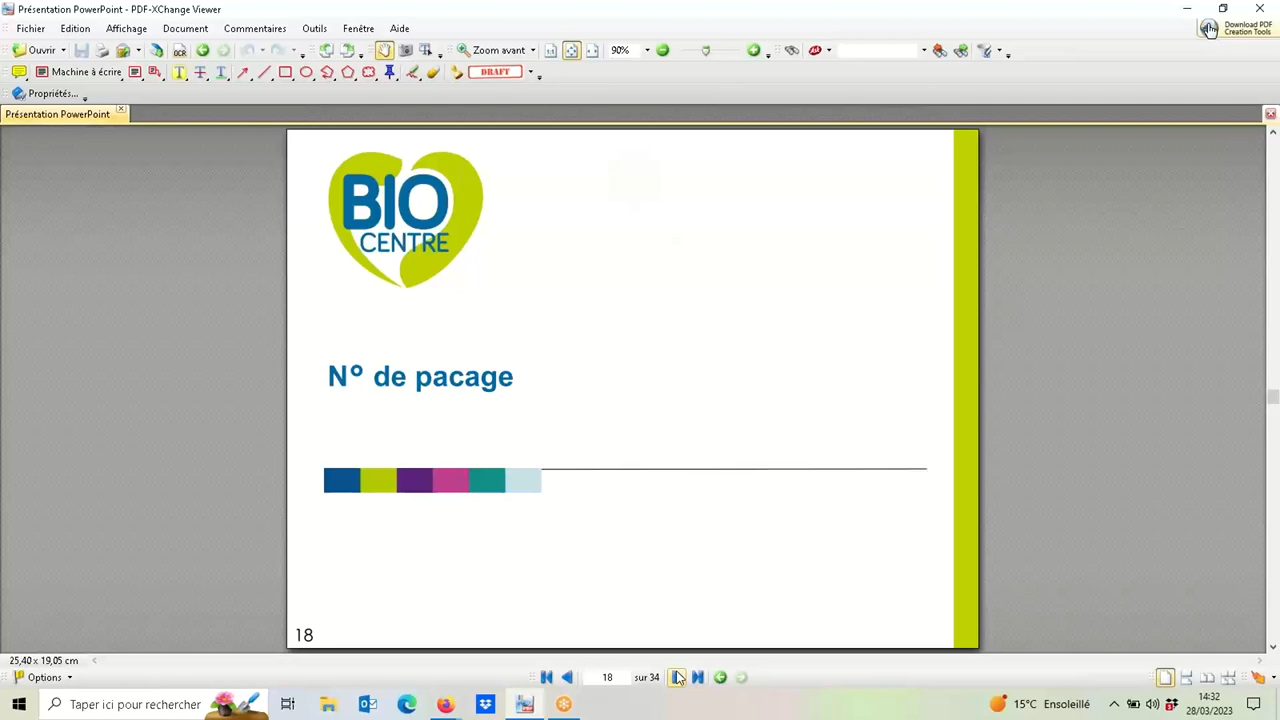 Présentation PowerPoint - PDF-XChange Viewer
Fichier Edition Affichage Document Commentaires Outils Fenêtre Aide
Download PDF
Creation Tools
Ouvrir OCR Zoom avant 90%
Machine à écrire DRAFT
Propriétés...
Présentation PowerPoint
BIO
CENTRE
N° de pacage
18
25,40 x 19,05 cm
Options 18 sur 34
Taper ici pour rechercher 15°C Ensoleillé 14:32
28/03/2023